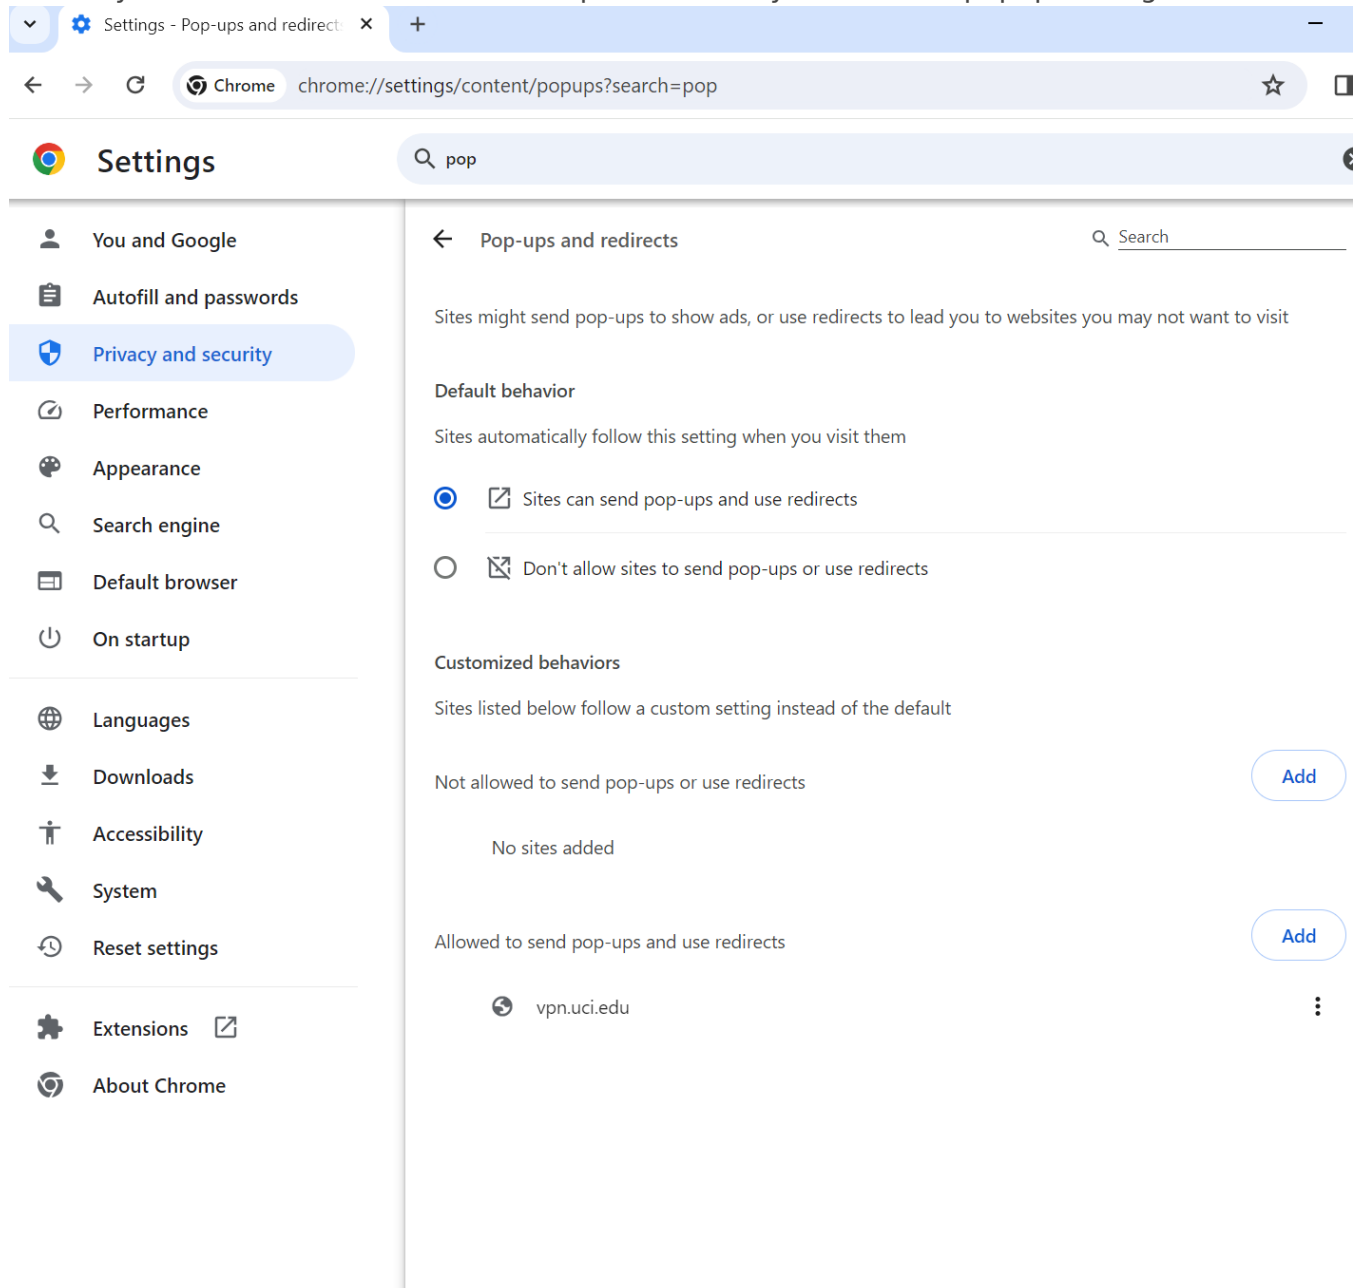 Settings - Pop-ups and redirect
Chrome chrome://settings/content/popups?search=pop
Settings
pop
You and Google
Autofill and passwords
Privacy and security
Performance
Appearance
Search engine
Default browser
On startup
Languages
Downloads
Accessibility
System
Reset settings
Extensions
About Chrome
Pop-ups and redirects
Search
Sites might send pop-ups to show ads, or use redirects to lead you to websites you may not want to visit
Default behavior
Sites automatically follow this setting when you visit them
Sites can send pop-ups and use redirects
Don't allow sites to send pop-ups or use redirects
Customized behaviors
Sites listed below follow a custom setting instead of the default
Not allowed to send pop-ups or use redirects
Add
No sites added
Allowed to send pop-ups and use redirects
Add
vpn.uci.edu